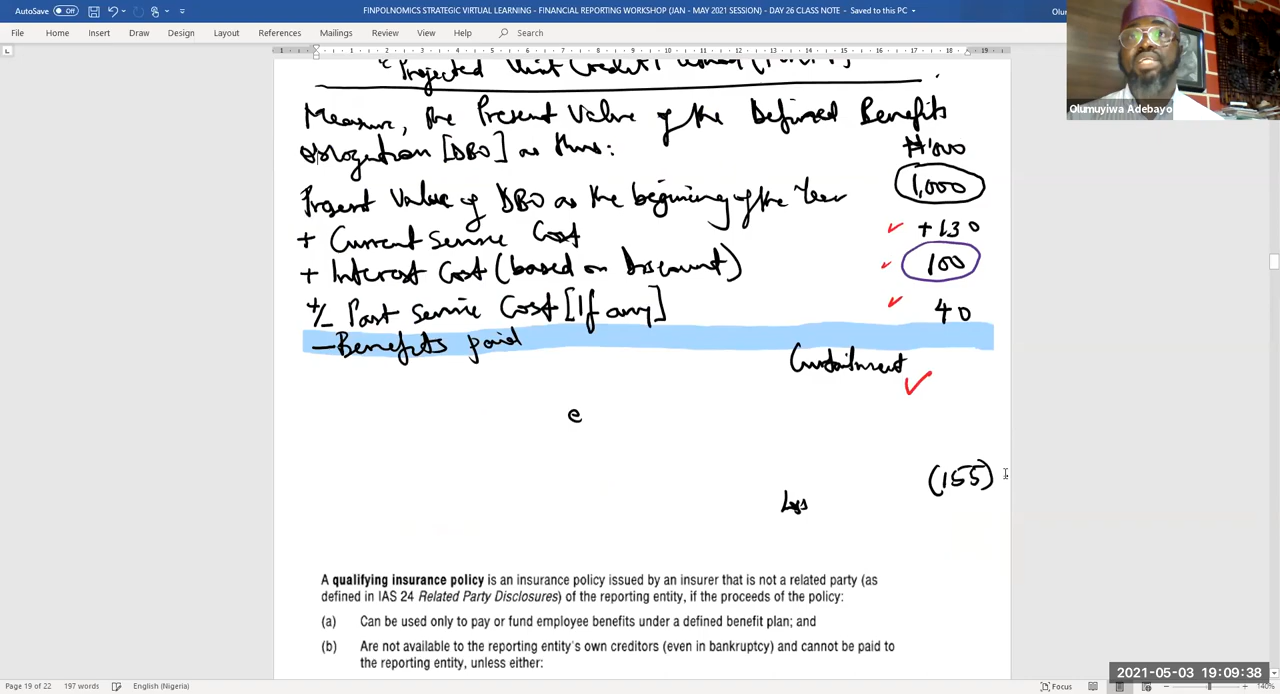 AutoSave Off FINPOLNOMICS STRATEGIC VIRTUAL LEARNING - FINANCIAL REPORTING WORKSHOP (JAN - MAY 2021 SESSION) - DAY 26 CLASS NOTE - Saved to this PC Olu
File Home Insert Draw Design Layout References Mailings Review View Help Search
Olumuyiwa Adebayo
Projected Unit Credit
Measure, the Present Value of the Defined Benefits
[DBO] as thus: ₦'000
Present Value of DBO as the beginning of the Year 1,000
+ Current Service Cost +130
+ Interest Cost (based on Discount) 100
+/- Past Service Cost [If any] 40
- Benefits paid
Curtailment
e
(155)
A qualifying insurance policy is an insurance policy issued by an insurer that is not a related party (as
defined in IAS 24 Related Party Disclosures) of the reporting entity, if the proceeds of the policy:
(a) Can be used only to pay or fund employee benefits under a defined benefit plan; and
(b) Are not available to the reporting entity's own creditors (even in bankruptcy) and cannot be paid to
the reporting entity, unless either:
2021-05-03 19:09:38
Page 19 of 22 197 words English (Nigeria) Focus 140%